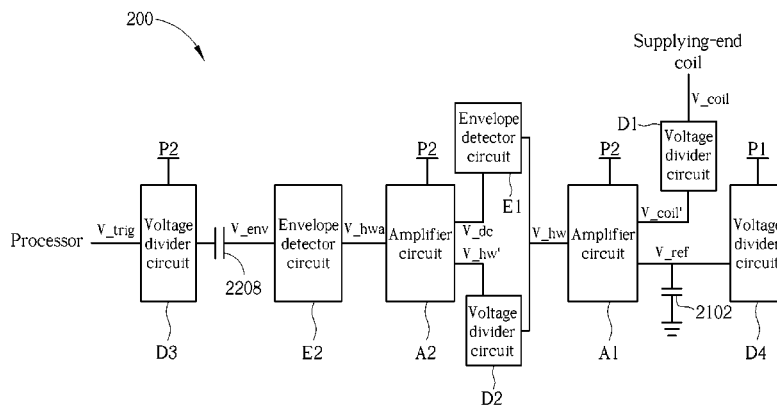 200
Supplying-end
coil
V_coil
D1
Voltage
divider
circuit
P2
Envelope
detector
circuit
E1
P2
P2
P1
V_coil'
Processor
V_trig
Voltage
divider
circuit
V_env
Envelope
detector
circuit
V_hwa
Amplifier
circuit
V_dc
V_hw'
V_hw
Amplifier
circuit
V_ref
Voltage
divider
circuit
2208
2102
Voltage
divider
circuit
D3
E2
A2
D2
A1
D4